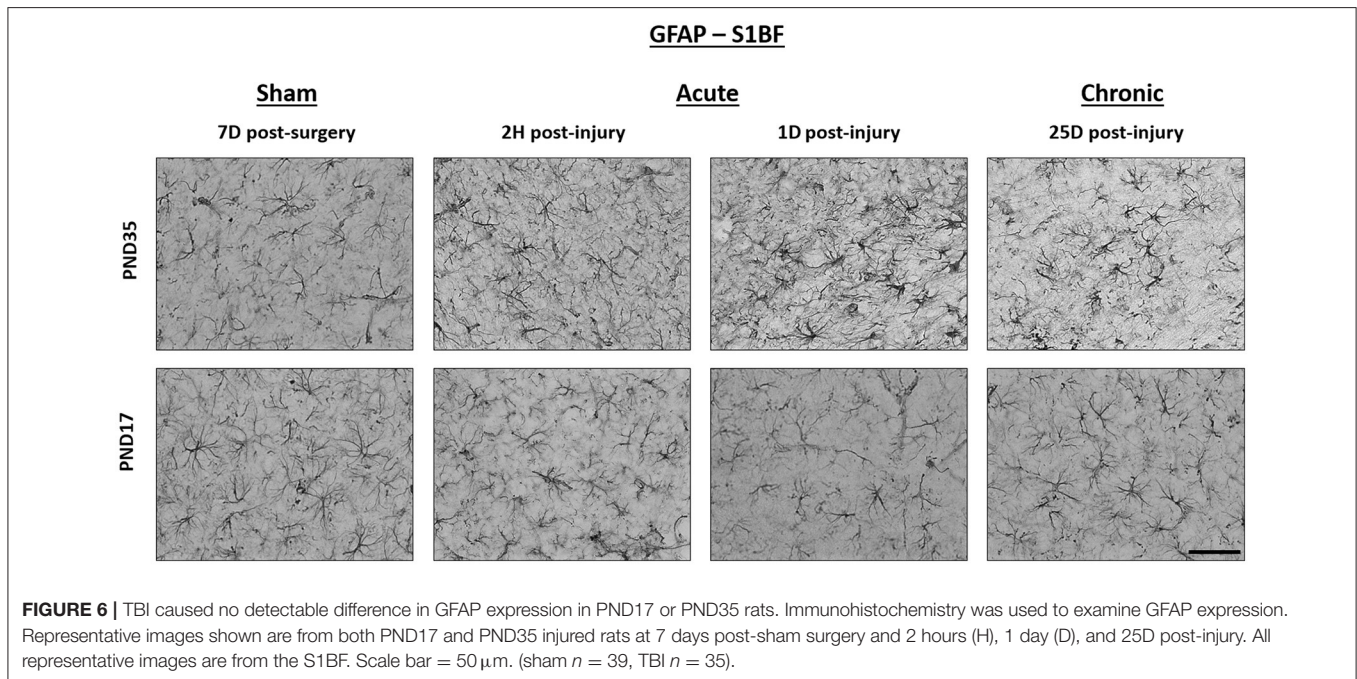 GFAP – S1BF
Sham
Acute
Chronic
7D post-surgery
2H post-injury
1D post-injury
25D post-injury
PND35
PND17
FIGURE 6 | TBI caused no detectable difference in GFAP expression in PND17 or PND35 rats. Immunohistochemistry was used to examine GFAP expression.
Representative images shown are from both PND17 and PND35 injured rats at 7 days post-sham surgery and 2 hours (H), 1 day (D), and 25D post-injury. All
representative images are from the S1BF. Scale bar = 50 μm. (sham n = 39, TBI n = 35).